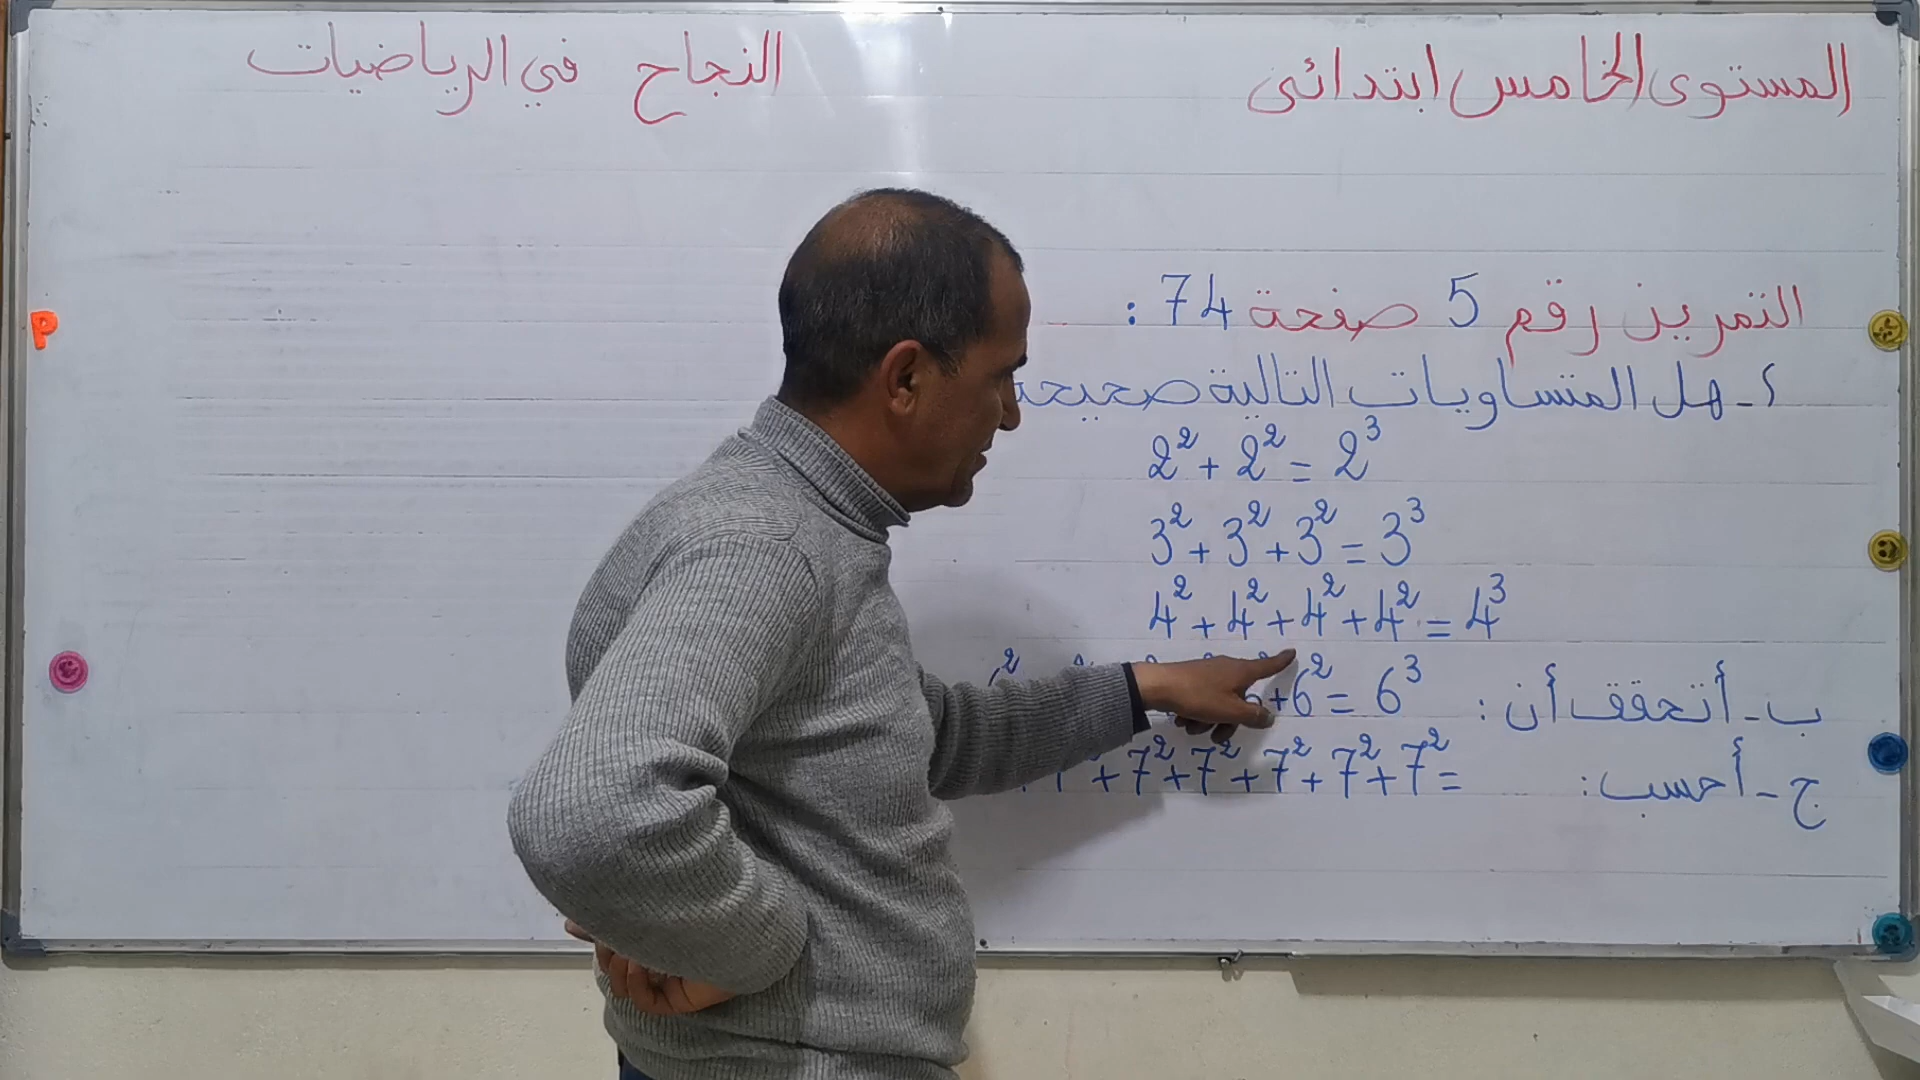 المستوى الخامس ابتدائي النجاح في الرياضيات
التمرين رقم 5 صفحة 74 :
أ - هل المتساويات التالية صحيحة
2² + 2² = 2³
3² + 3² + 3² = 3³
4² + 4² + 4² + 4² = 4³
ب - أتحقق أن : +6² = 6³
ج - أحسب : + 7² + 7² + 7² + 7² + 7² =
P